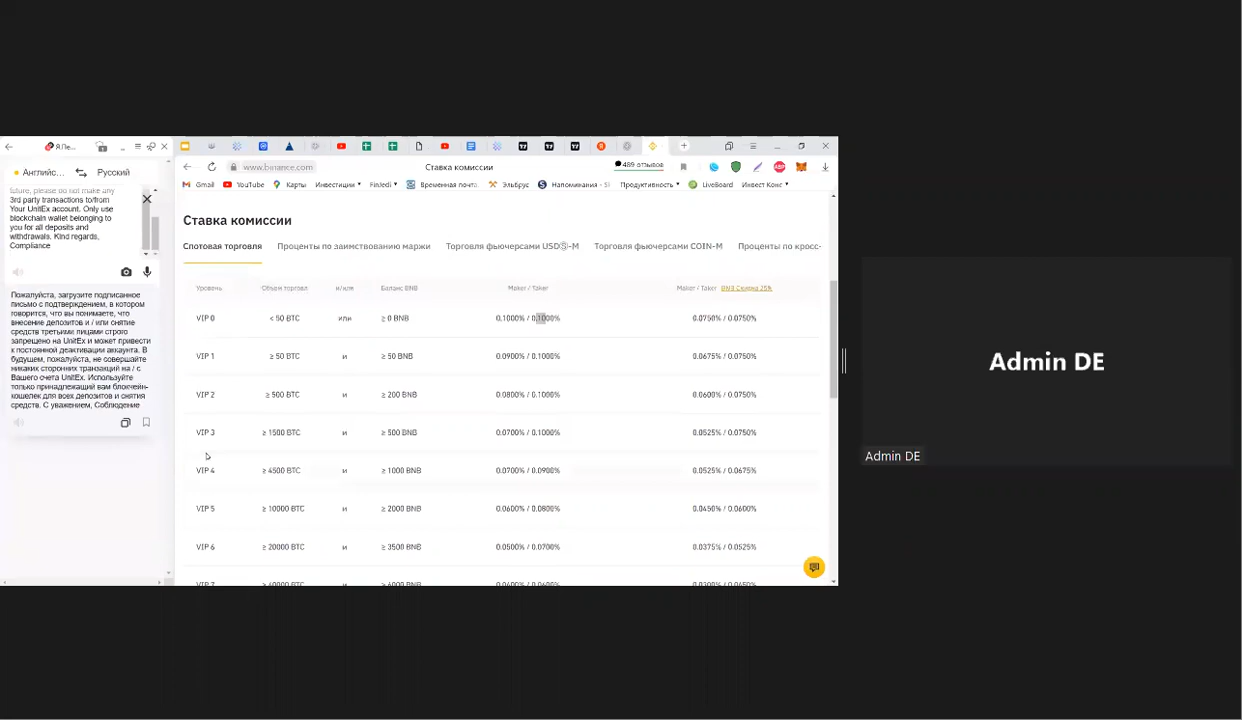 Я.Пе...
Английс...
Русский
future, please do not make any
3rd party transactions to/from
Your UnitEx account. Only use
blockchain wallet belonging to
you for all deposits and
withdrawals. Kind regards,
Compliance
Пожалуйста, загрузите подписанное
письмо с подтверждением, в котором
говорится, что вы понимаете, что
внесение депозитов и / или снятие
средств третьими лицами строго
запрещено на UnitEx и может привести
к постоянной деактивации аккаунта. В
будущем, пожалуйста, не совершайте
никаких сторонних транзакций на / с
Вашего счета UnitEx. Используйте
только принадлежащий вам блокчейн-
кошелек для всех депозитов и снятия
средств. С уважением, Соблюдение
www.binance.com
Ставка комиссии
489 отзывов
Gmail YouTube Карты Инвестиции FinJedi Временная почта Эльбрус Напоминания - Продуктивность LiveBoard Инвест Конс
Ставка комиссии
Спотовая торговля Проценты по заимствованию маржи Торговля фьючерсами USDⓈ-M Торговля фьючерсами COIN-M Проценты по кросс-
Уровень Объем торговл и/или Баланс BNB Maker / Taker Maker / Taker BNB Скидка 25%
VIP 0 < 50 BTC или ≥ 0 BNB 0.1000% / 0.1000% 0.0750% / 0.0750%
VIP 1 ≥ 50 BTC и ≥ 50 BNB 0.0900% / 0.1000% 0.0675% / 0.0750%
VIP 2 ≥ 500 BTC и ≥ 200 BNB 0.0800% / 0.1000% 0.0600% / 0.0750%
VIP 3 ≥ 1500 BTC и ≥ 500 BNB 0.0700% / 0.1000% 0.0525% / 0.0750%
VIP 4 ≥ 4500 BTC и ≥ 1000 BNB 0.0700% / 0.0900% 0.0525% / 0.0675%
VIP 5 ≥ 10000 BTC и ≥ 2000 BNB 0.0600% / 0.0800% 0.0450% / 0.0600%
VIP 6 ≥ 20000 BTC и ≥ 3500 BNB 0.0500% / 0.0700% 0.0375% / 0.0525%
Admin DE
Admin DE